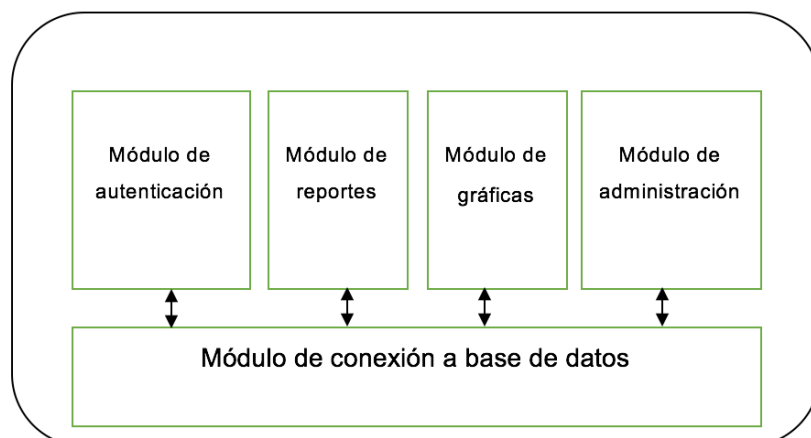 Módulo de
autenticación
Módulo de
reportes
Módulo de
gráficas
Módulo de
administración
Módulo de conexión a base de datos